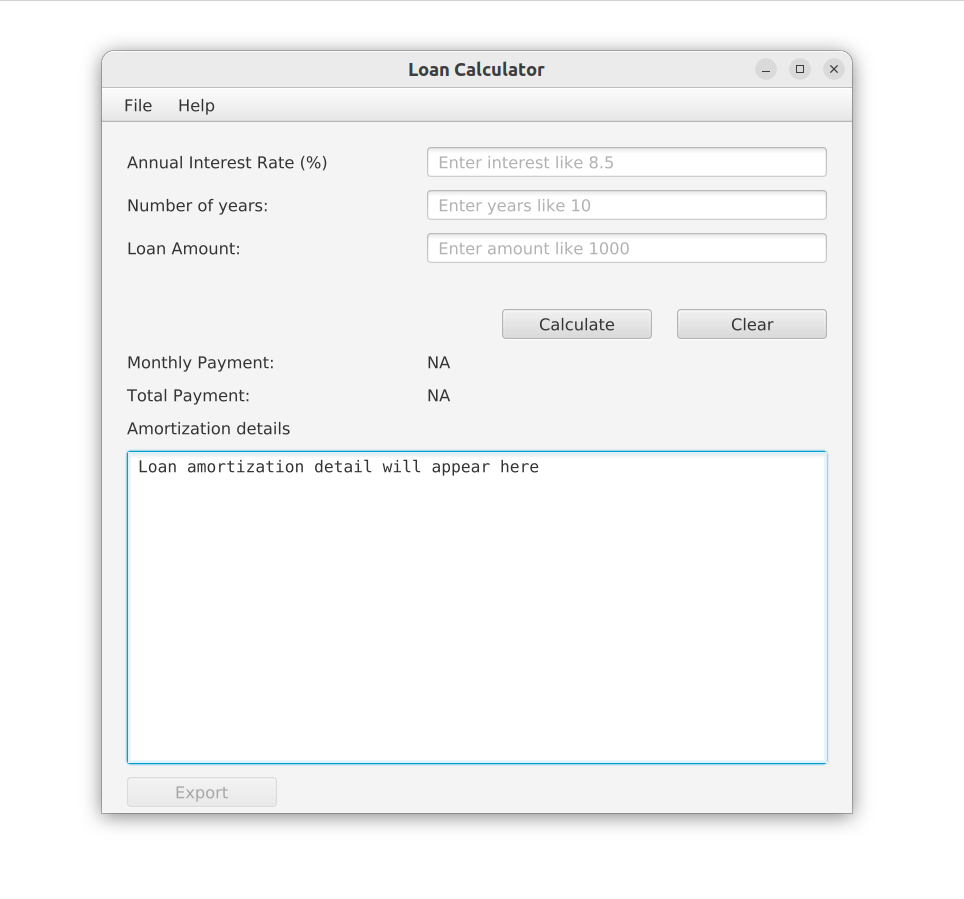 Loan Calculator
File Help
Annual Interest Rate (%) Enter interest like 8.5
Number of years: Enter years like 10
Loan Amount: Enter amount like 1000
Calculate Clear
Monthly Payment: NA
Total Payment: NA
Amortization details
Loan amortization detail will appear here
Export